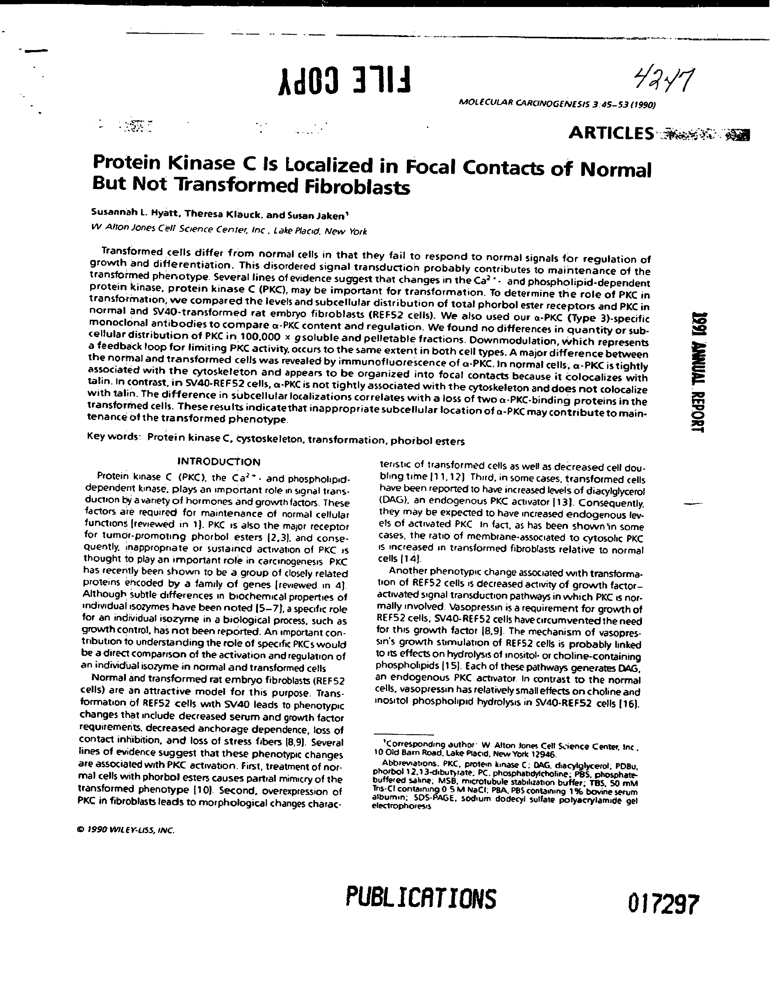 FILE COPY
4247
MOLECULAR CARCINOGENESIS 3:45–53 (1990)
ARTICLES
Protein Kinase C Is Localized in Focal Contacts of Normal
But Not Transformed Fibroblasts
Susannah L. Hyatt, Theresa Klauck, and Susan Jaken¹
W Alton Jones Cell Science Center, Inc , Lake Placid, New York
Transformed cells differ from normal cells in that they fail to respond to normal signals for regulation of
growth and differentiation. This disordered signal transduction probably contributes to maintenance of the
transformed phenotype. Several lines of evidence suggest that changes in the Ca²⁺- and phospholipid-dependent
protein kinase, protein kinase C (PKC), may be important for transformation. To determine the role of PKC in
transformation, we compared the levels and subcellular distribution of total phorbol ester receptors and PKC in
normal and SV40-transformed rat embryo fibroblasts (REF52 cells). We also used our α-PKC (Type 3)-specific
monoclonal antibodies to compare α-PKC content and regulation. We found no differences in quantity or sub-
cellular distribution of PKC in 100,000 × g soluble and pelletable fractions. Downmodulation, which represents
a feedback loop for limiting PKC activity, occurs to the same extent in both cell types. A major difference between
the normal and transformed cells was revealed by immunofluorescence of α-PKC. In normal cells, α-PKC is tightly
associated with the cytoskeleton and appears to be organized into focal contacts because it colocalizes with
talin. In contrast, in SV40-REF52 cells, α-PKC is not tightly associated with the cytoskeleton and does not colocalize
with talin. The difference in subcellular localizations correlates with a loss of two α-PKC-binding proteins in the
transformed cells. These results indicate that inappropriate subcellular location of α-PKC may contribute to main-
tenance of the transformed phenotype.
Key words: Protein kinase C, cystoskeleton, transformation, phorbol esters
INTRODUCTION
Protein kinase C (PKC), the Ca²⁺- and phospholipid-
dependent kinase, plays an important role in signal trans-
duction by a variety of hormones and growth factors. These
factors are required for maintenance of normal cellular
functions [reviewed in 1]. PKC is also the major receptor
for tumor-promoting phorbol esters [2,3], and conse-
quently, inappropriate or sustained activation of PKC is
thought to play an important role in carcinogenesis PKC
has recently been shown to be a group of closely related
proteins encoded by a family of genes [reviewed in 4].
Although subtle differences in biochemical properties of
individual isozymes have been noted [5–7], a specific role
for an individual isozyme in a biological process, such as
growth control, has not been reported. An important con-
tribution to understanding the role of specific PKCs would
be a direct comparison of the activation and regulation of
an individual isozyme in normal and transformed cells
Normal and transformed rat embryo fibroblasts (REF52
cells) are an attractive model for this purpose. Trans-
formation of REF52 cells with SV40 leads to phenotypic
changes that include decreased serum and growth factor
requirements, decreased anchorage dependence, loss of
contact inhibition, and loss of stress fibers [8,9]. Several
lines of evidence suggest that these phenotypic changes
are associated with PKC activation. First, treatment of nor-
mal cells with phorbol esters causes partial mimicry of the
transformed phenotype [10]. Second, overexpression of
PKC in fibroblasts leads to morphological changes charac-
teristic of transformed cells as well as decreased cell dou-
bling time [11,12] Third, in some cases, transformed cells
have been reported to have increased levels of diacylglycerol
(DAG), an endogenous PKC activator [13]. Consequently,
they may be expected to have increased endogenous lev-
els of activated PKC In fact, as has been shown in some
cases, the ratio of membrane-associated to cytosolic PKC
is increased in transformed fibroblasts relative to normal
cells [14].
Another phenotypic change associated with transforma-
tion of REF52 cells is decreased activity of growth factor–
activated signal transduction pathways in which PKC is nor-
mally involved. Vasopressin is a requirement for growth of
REF52 cells, SV40-REF52 cells have circumvented the need
for this growth factor [8,9]. The mechanism of vasopres-
sin's growth stimulation of REF52 cells is probably linked
to its effects on hydrolysis of inositol- or choline-containing
phospholipids [15]. Each of these pathways generates DAG,
an endogenous PKC activator. In contrast to the normal
cells, vasopressin has relatively small effects on choline and
inositol phospholipid hydrolysis in SV40-REF52 cells [16].
¹Corresponding author: W Alton Jones Cell Science Center, Inc ,
10 Old Barn Road, Lake Placid, New York 12946
Abbreviations. PKC, protein kinase C; DAG, diacylglycerol, PDBu,
phorbol 12,13-dibutyrate; PC, phosphatidylcholine; PBS, phosphate-
buffered saline; MSB, microtubule stabilization buffer; TBS, 50 mM
Tris-Cl containing 0 5 M NaCl; PBA, PBS containing 1% bovine serum
albumin; SDS-PAGE, sodium dodecyl sulfate polyacrylamide gel
electrophoresis
© 1990 WILEY-LISS, INC.
1991 ANNUAL REPORT
PUBLICATIONS
017297